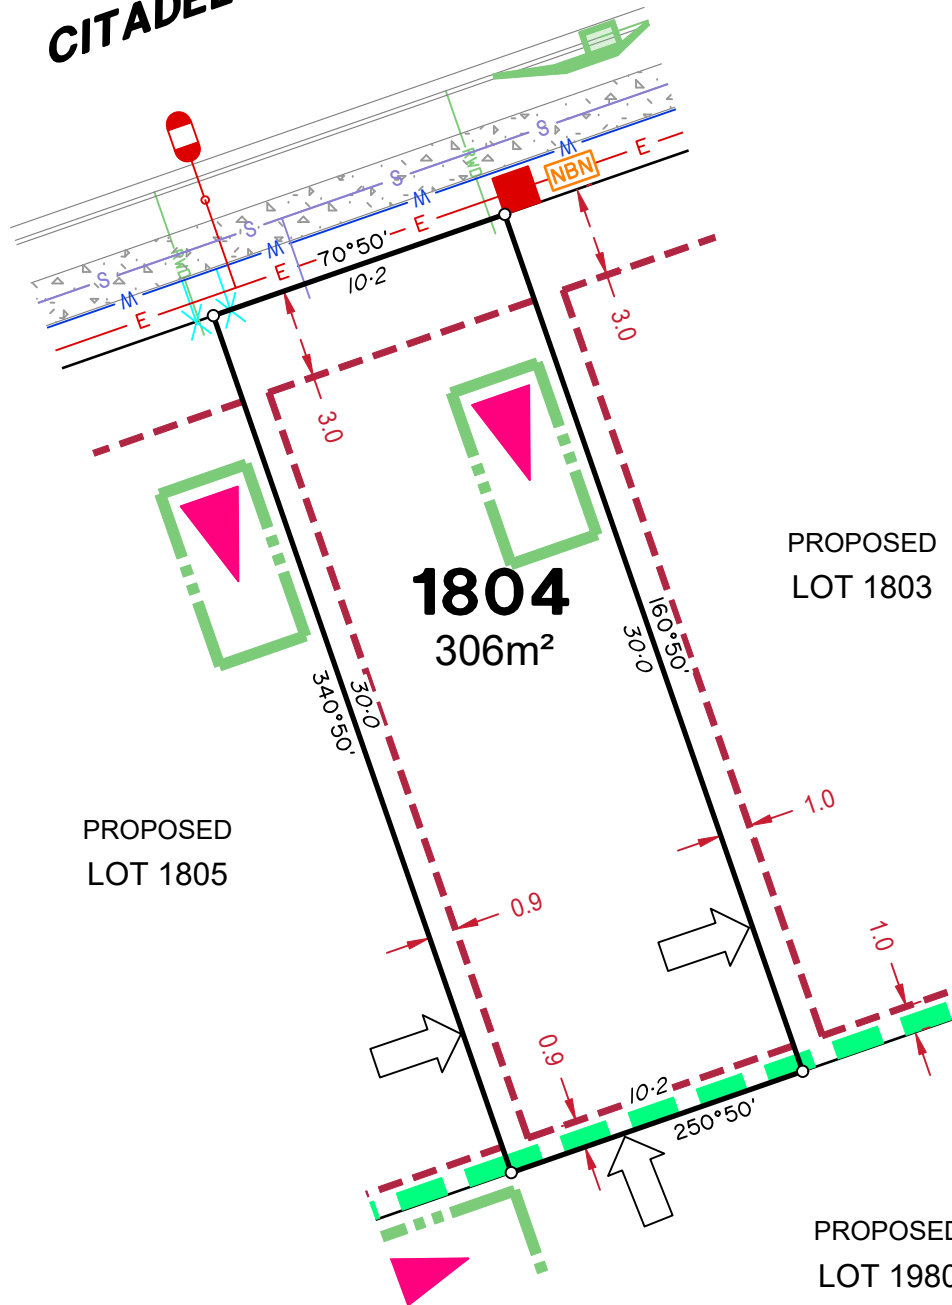 CITADEL
S
W
E
NBN
S
W
E
RWD
S
W
E
RWD
S
W
E
70°50'
10·2
3.0
3.0
1804
306m²
PROPOSED
LOT 1803
160°50'
30·0
340°50'
30·0
PROPOSED
LOT 1805
1.0
0.9
1.0
0.9
10·2
250°50'
PROPOSED
LOT 1980